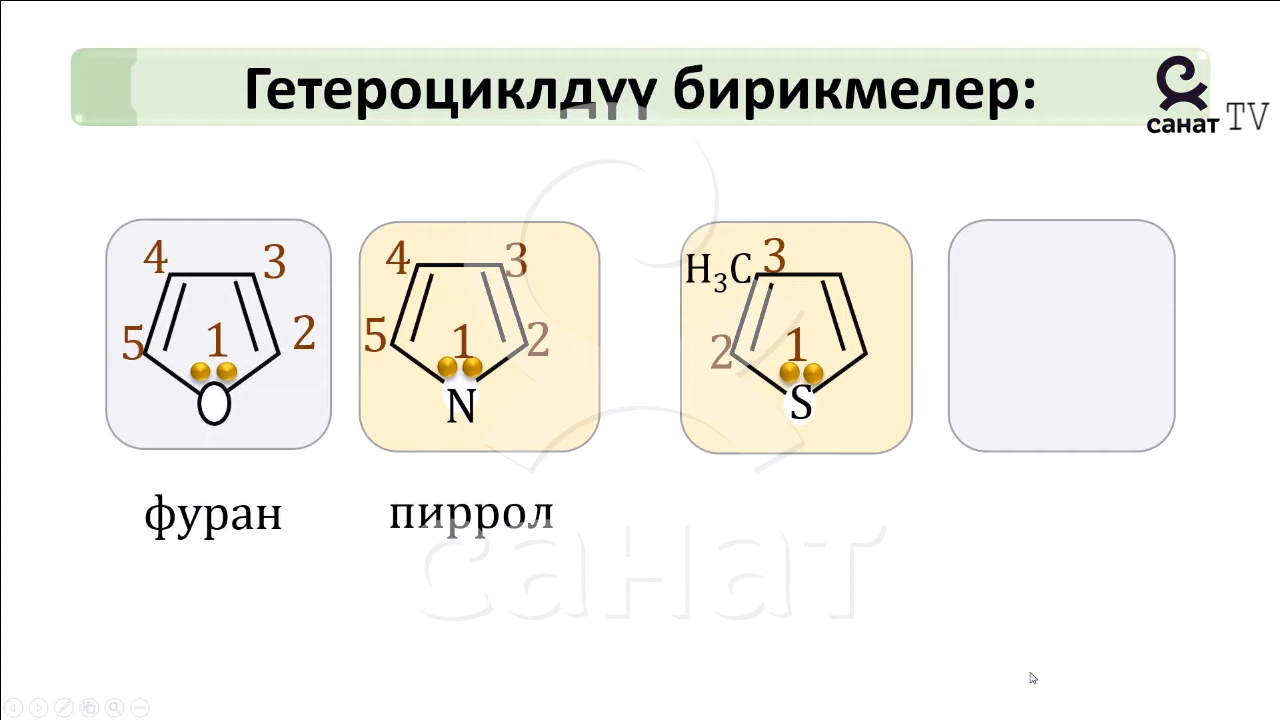 Гетероциклдүү бирикмелер:
санат TV
4 3
5 1 2
O
4 3
5 1 2
N
H₃C 3
2 1
S
фуран
пиррол
санат